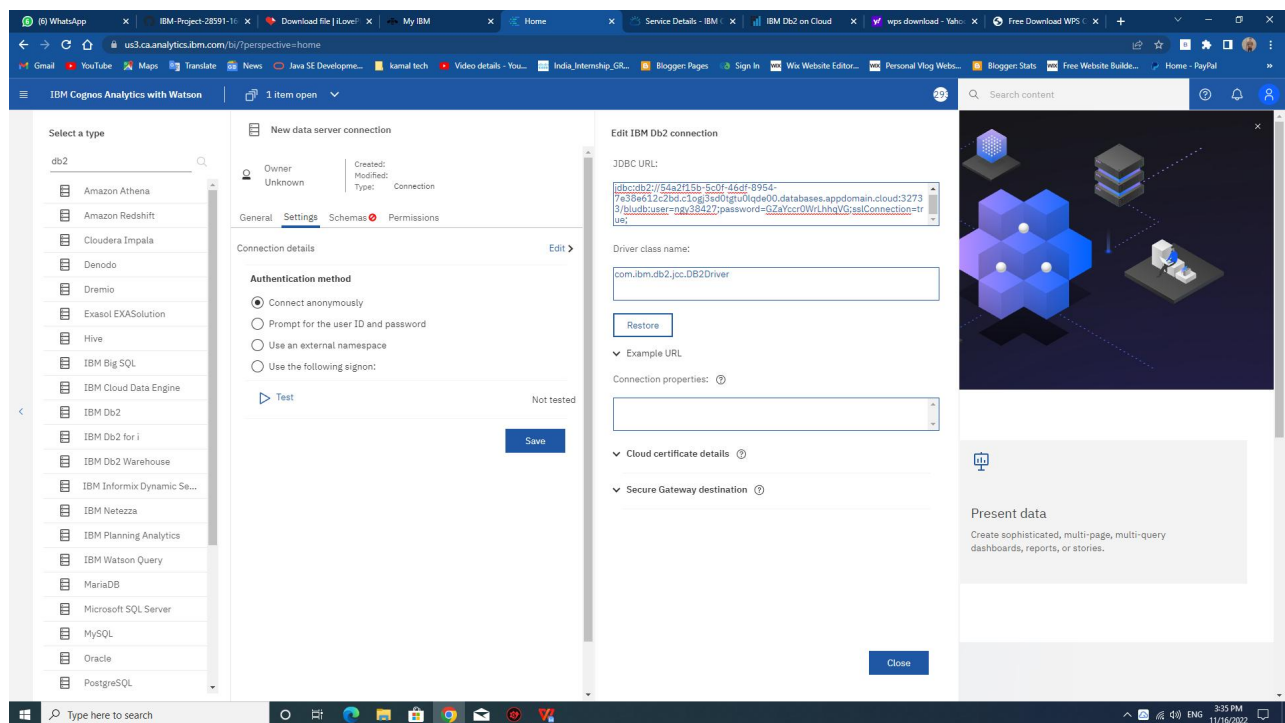 (6) WhatsApp
IBM-Project-28591-16
Download file | iLoveP
My IBM
Home
Service Details - IBM C
IBM Db2 on Cloud
wps download - Yaho
Free Download WPS O
us3.ca.analytics.ibm.com/bi/?perspective=home
Gmail
YouTube
Maps
Translate
News
Java SE Developme...
kamal tech
Video details - You...
India_Internship_GR...
Blogger: Pages
Sign In
Wix Website Editor...
Personal Vlog Webs...
Blogger: Stats
Free Website Builde...
Home - PayPal
IBM Cognos Analytics with Watson
1 item open
293
Search content
Select a type
db2
Amazon Athena
Amazon Redshift
Cloudera Impala
Denodo
Dremio
Exasol EXASolution
Hive
IBM Big SQL
IBM Cloud Data Engine
IBM Db2
IBM Db2 for i
IBM Db2 Warehouse
IBM Informix Dynamic Se...
IBM Netezza
IBM Planning Analytics
IBM Watson Query
MariaDB
Microsoft SQL Server
MySQL
Oracle
PostgreSQL
New data server connection
Owner
Unknown
Created:
Modified:
Type: Connection
General Settings Schemas Permissions
Connection details
Edit
Authentication method
Connect anonymously
Prompt for the user ID and password
Use an external namespace
Use the following signon:
Test
Not tested
Save
Edit IBM Db2 connection
JDBC URL:
jdbc:db2://54a2f15b-5c0f-46df-8954-
7e38e612c2bd.c1ogj3sd0tgtu0lqde00.databases.appdomain.cloud:3273
3/bludb:user=ngy38427;password=GZaYccr0WrLhhqVG;sslConnection=tr
ue;
Driver class name:
com.ibm.db2.jcc.DB2Driver
Restore
Example URL
Connection properties:
Cloud certificate details
Secure Gateway destination
Close
Present data
Create sophisticated, multi-page, multi-query
dashboards, reports, or stories.
Type here to search
ENG
3:35 PM
11/16/2022